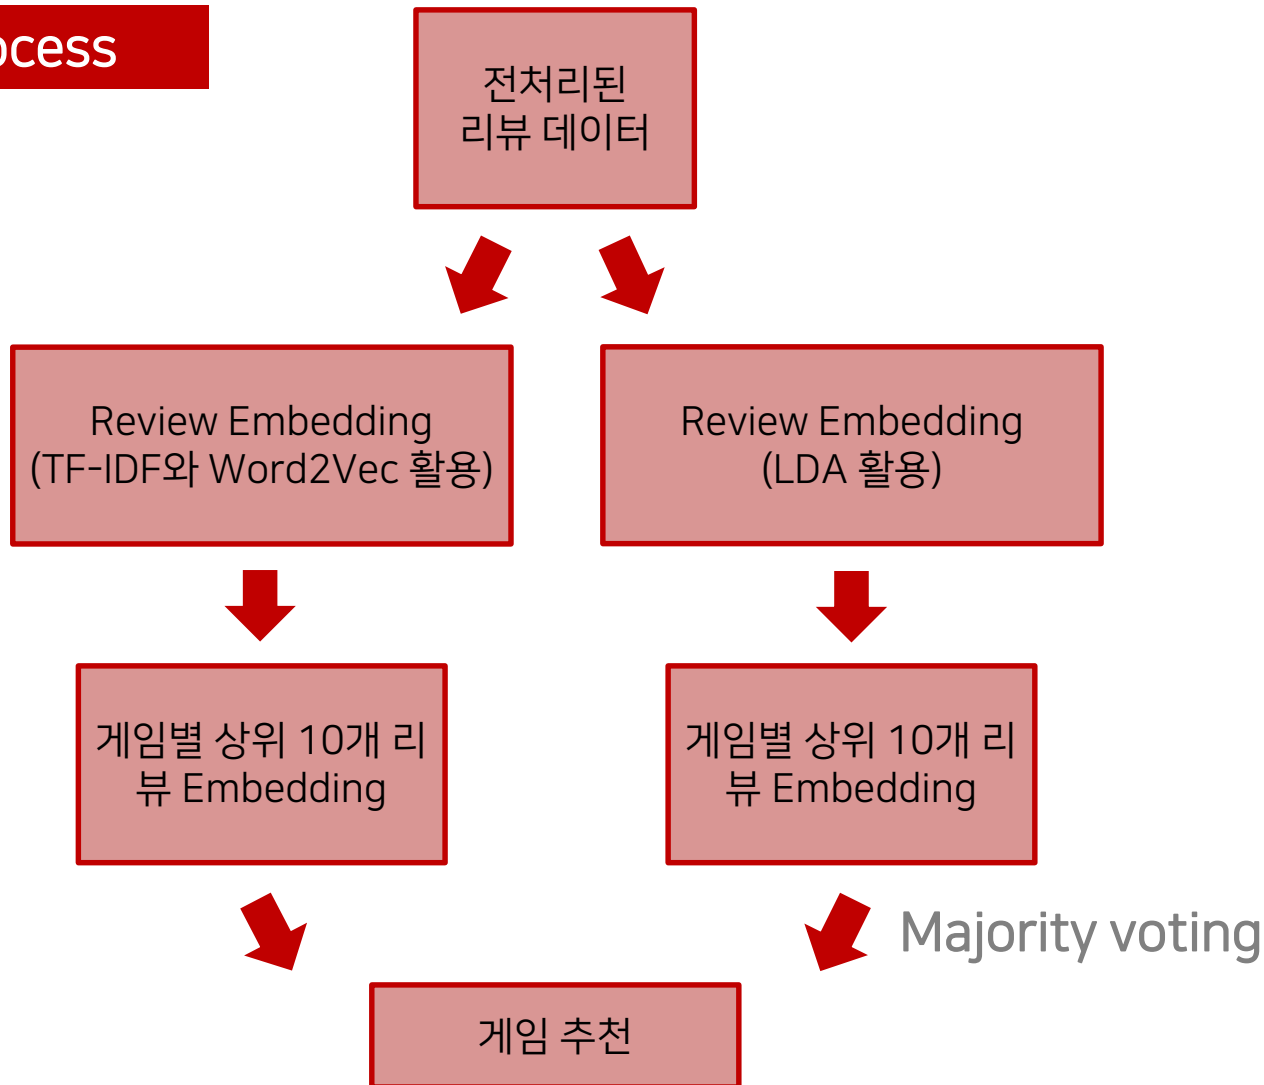 ocess
전처리된
리뷰 데이터
Review Embedding
(TF-IDF와 Word2Vec 활용)
Review Embedding
(LDA 활용)
게임별 상위 10개 리
뷰 Embedding
게임별 상위 10개 리
뷰 Embedding
Majority voting
게임 추천